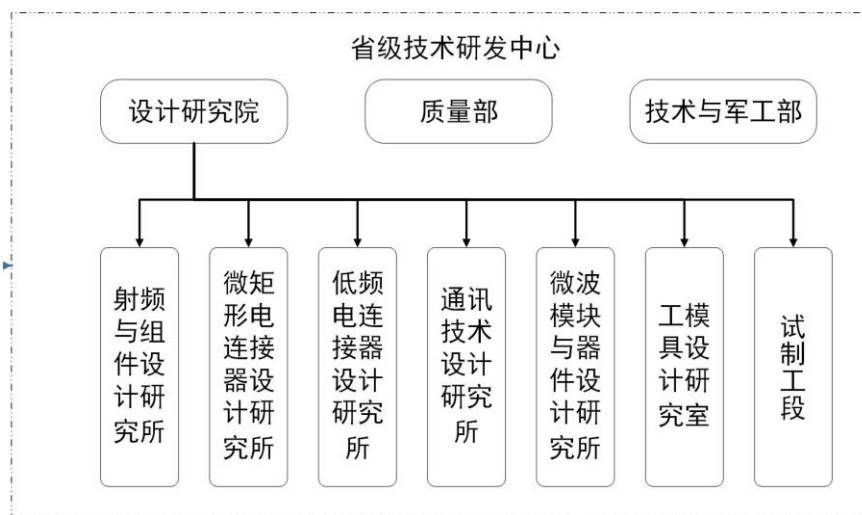 省级技术研发中心
设计研究院
质量部
技术与军工部
射频
与组
件设
计研
究所
微矩
形电
连接
器设
计研
究所
低频
电连
接器
设计
研究
所
通讯
技术
设计
研究
所
微波
模块
与器
件设
计研
究所
工模
具设
计研
究室
试
制
工
段